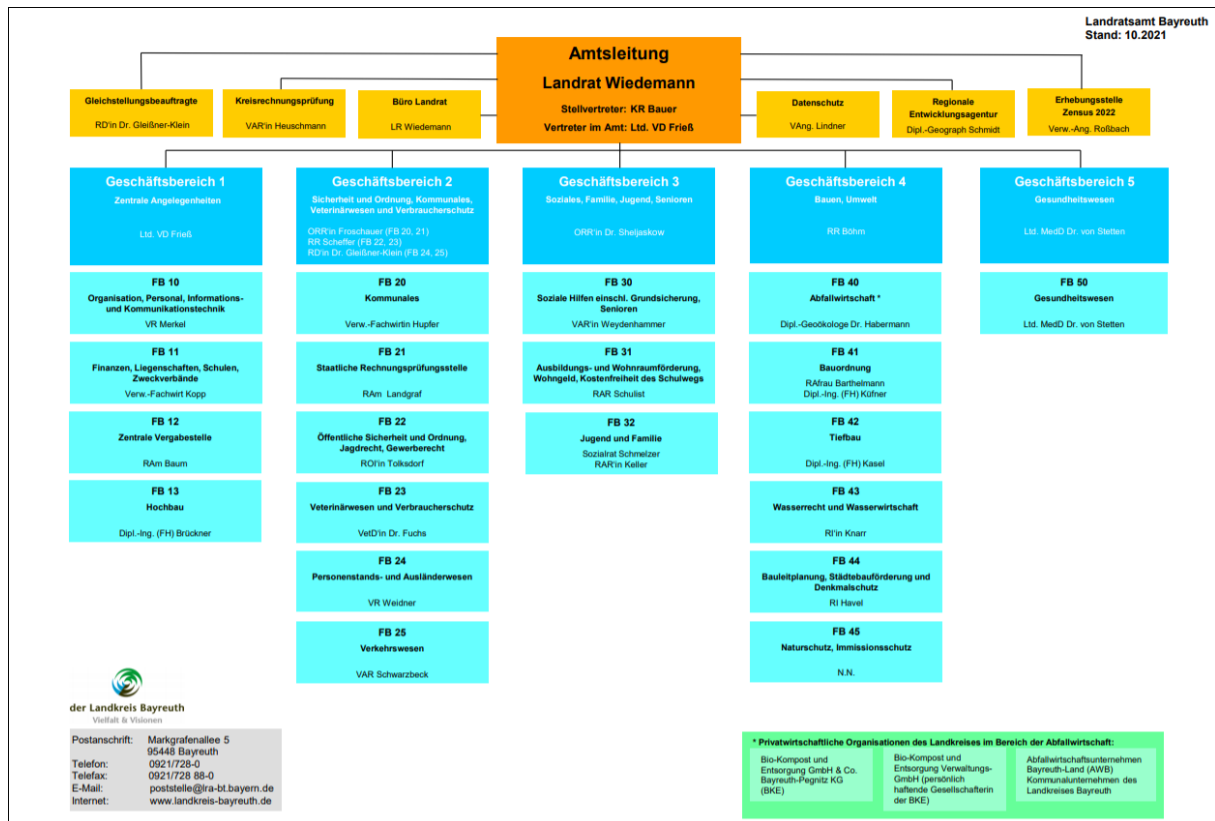 Landratsamt Bayreuth
Stand: 10.2021
Amtsleitung
Landrat Wiedemann
Stellvertreter: KR Bauer
Vertreter im Amt: Ltd. VD Frieß
Gleichstellungsbeauftragte
RD'in Dr. Gleißner-Klein
Kreisrechnungsprüfung
VAR'in Heuschmann
Büro Landrat
LR Wiedemann
Datenschutz
VAng. Lindner
Regionale
Entwicklungsagentur
Dipl.-Geograph Schmidt
Erhebungsstelle
Zensus 2022
Verw.-Ang. Roßbach
Geschäftsbereich 1
Zentrale Angelegenheiten
Ltd. VD Frieß
FB 10
Organisation, Personal, Informations-
und Kommunikationstechnik
VR Merkel
FB 11
Finanzen, Liegenschaften, Schulen,
Zweckverbände
Verw.-Fachwirt Kopp
FB 12
Zentrale Vergabestelle
RAm Baum
FB 13
Hochbau
Dipl.-Ing. (FH) Brückner
Geschäftsbereich 2
Sicherheit und Ordnung, Kommunales,
Veterinärwesen und Verbraucherschutz
ORR'in Froschauer (FB 20, 21)
RR Scheffer (FB 22, 23)
RD'in Dr. Gleißner-Klein (FB 24, 25)
FB 20
Kommunales
Verw.-Fachwirtin Hupfer
FB 21
Staatliche Rechnungsprüfungsstelle
RAm Landgraf
FB 22
Öffentliche Sicherheit und Ordnung,
Jagdrecht, Gewerberecht
ROI'in Tolksdorf
FB 23
Veterinärwesen und Verbraucherschutz
VetD'in Dr. Fuchs
FB 24
Personenstands- und Ausländerwesen
VR Weidner
FB 25
Verkehrswesen
VAR Schwarzbeck
Geschäftsbereich 3
Soziales, Familie, Jugend, Senioren
ORR'in Dr. Sheljaskow
FB 30
Soziale Hilfen einschl. Grundsicherung,
Senioren
VAR'in Weydenhammer
FB 31
Ausbildungs- und Wohnraumförderung,
Wohngeld, Kostenfreiheit des Schulwegs
RAR Schulist
FB 32
Jugend und Familie
Sozialrat Schmelzer
RAR'in Keller
Geschäftsbereich 4
Bauen, Umwelt
RR Böhm
FB 40
Abfallwirtschaft *
Dipl.-Geoökologe Dr. Habermann
FB 41
Bauordnung
RAfrau Barthelmann
Dipl.-Ing. (FH) Küfner
FB 42
Tiefbau
Dipl.-Ing. (FH) Kasel
FB 43
Wasserrecht und Wasserwirtschaft
RI'in Knarr
FB 44
Bauleitplanung, Städtebauförderung und
Denkmalschutz
RI Havel
FB 45
Naturschutz, Immissionsschutz
N.N.
Geschäftsbereich 5
Gesundheitswesen
Ltd. MedD Dr. von Stetten
FB 50
Gesundheitswesen
Ltd. MedD Dr. von Stetten
der Landkreis Bayreuth
Vielfalt & Visionen
Postanschrift: Markgrafenallee 5
95448 Bayreuth
Telefon: 0921/728-0
Telefax: 0921/728 88-0
E-Mail: poststelle@lra-bt.bayern.de
Internet: www.landkreis-bayreuth.de
* Privatwirtschaftliche Organisationen des Landkreises im Bereich der Abfallwirtschaft:
Bio-Kompost und
Entsorgung GmbH & Co.
Bayreuth-Pegnitz KG
(BKE)
Bio-Kompost und
Entsorgung Verwaltungs-
GmbH (persönlich
haftende Gesellschafterin
der BKE)
Abfallwirtschaftsunternehmen
Bayreuth-Land (AWB)
Kommunalunternehmen des
Landkreises Bayreuth